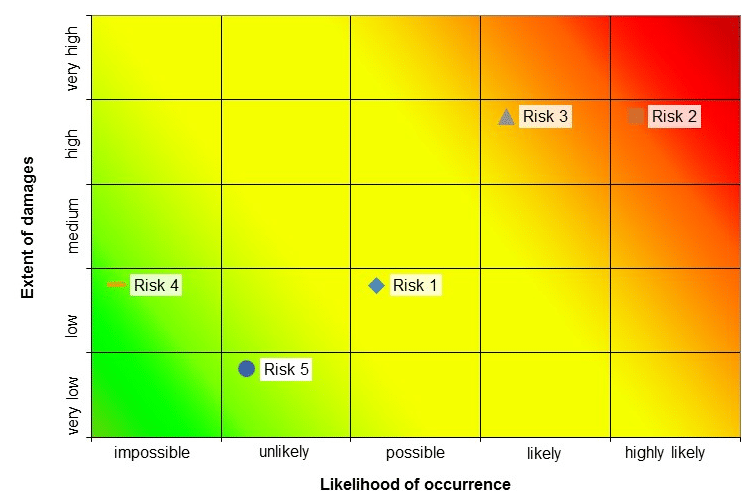 very high
high
medium
low
very low
Extent of damages
Risk 3
Risk 2
Risk 4
Risk 1
Risk 5
impossible
unlikely
possible
likely
highly likely
Likelihood of occurrence